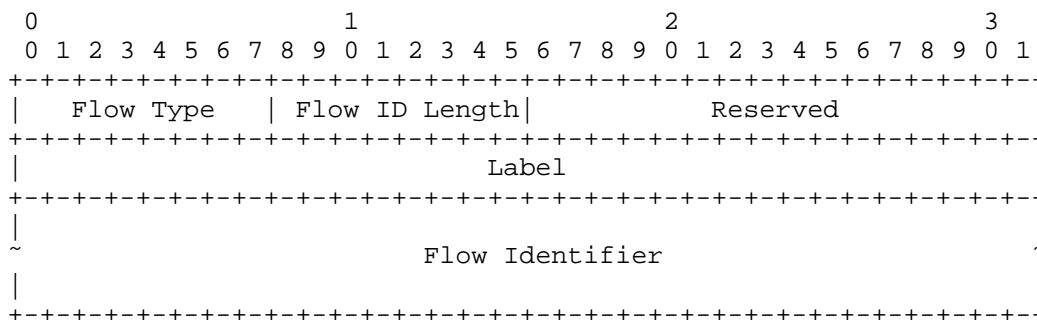 0                   1                   2                   3
 0 1 2 3 4 5 6 7 8 9 0 1 2 3 4 5 6 7 8 9 0 1 2 3 4 5 6 7 8 9 0 1
+-+-+-+-+-+-+-+-+-+-+-+-+-+-+-+-+-+-+-+-+-+-+-+-+-+-+-+-+-+-+-+-
|   Flow Type   | Flow ID Length|           Reserved
+-+-+-+-+-+-+-+-+-+-+-+-+-+-+-+-+-+-+-+-+-+-+-+-+-+-+-+-+-+-+-+-
|                             Label
+-+-+-+-+-+-+-+-+-+-+-+-+-+-+-+-+-+-+-+-+-+-+-+-+-+-+-+-+-+-+-+-
|
~                         Flow Identifier                       ~
|
+-+-+-+-+-+-+-+-+-+-+-+-+-+-+-+-+-+-+-+-+-+-+-+-+-+-+-+-+-+-+-+-